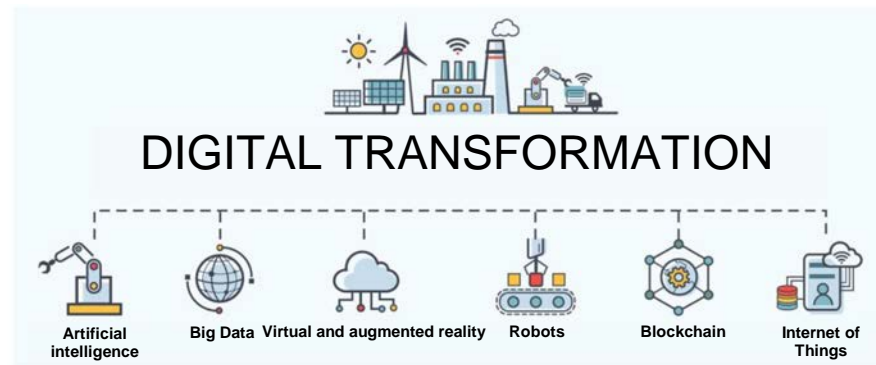 DIGITAL TRANSFORMATION
Artificial
intelligence
Big Data
Virtual and augmented reality
Robots
Blockchain
Internet of
Things